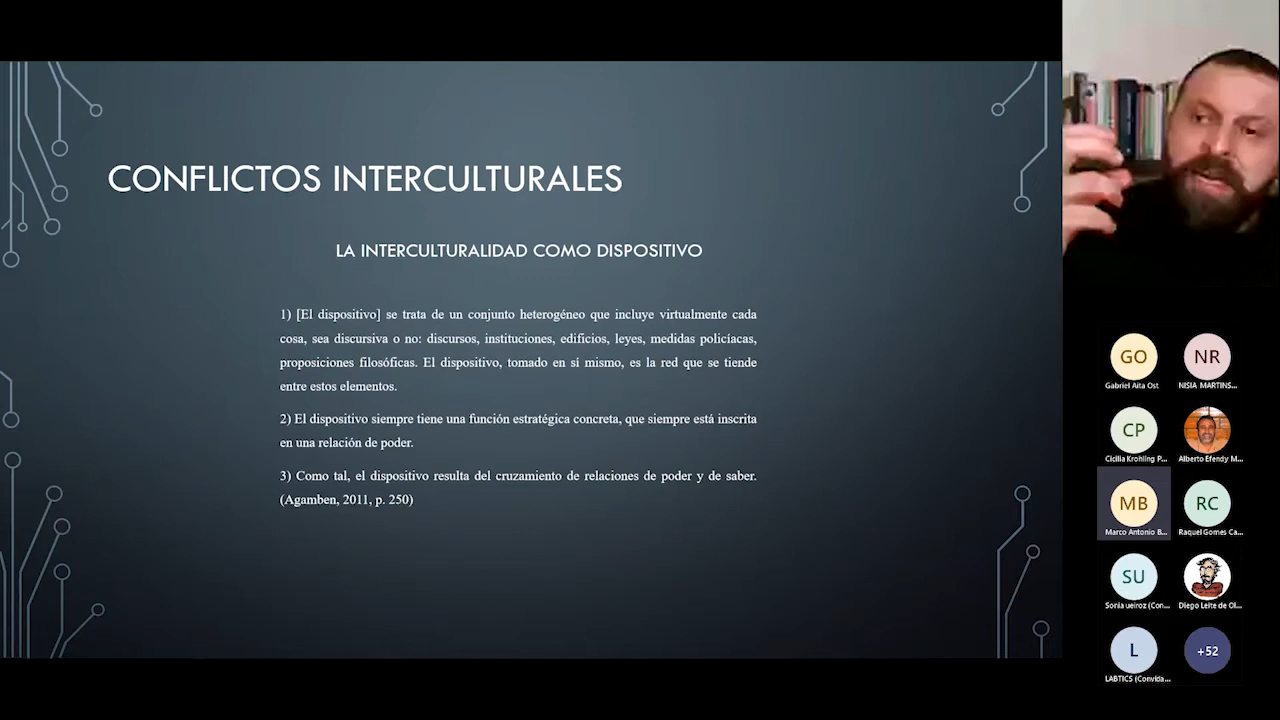 CONFLICTOS INTERCULTURALES
LA INTERCULTURALIDAD COMO DISPOSITIVO
1) [El dispositivo] se trata de un conjunto heterogéneo que incluye virtualmente cada
cosa, sea discursiva o no: discursos, instituciones, edificios, leyes, medidas policíacas,
proposiciones filosóficas. El dispositivo, tomado en sí mismo, es la red que se tiende
entre estos elementos.
2) El dispositivo siempre tiene una función estratégica concreta, que siempre está inscrita
en una relación de poder.
3) Como tal, el dispositivo resulta del cruzamiento de relaciones de poder y de saber.
(Agamben, 2011, p. 250)
GO NR
Gabriel Aita Ost NISIA MARTINS...
CP
Cicilia Krohling P... Alberto Efendy M...
MB RC
Marco Antonio B... Raquel Gomes Ca...
SU
Sonia ueiroz (Con... Diego Leite de Ol...
L +52
LABTICS (Convida...